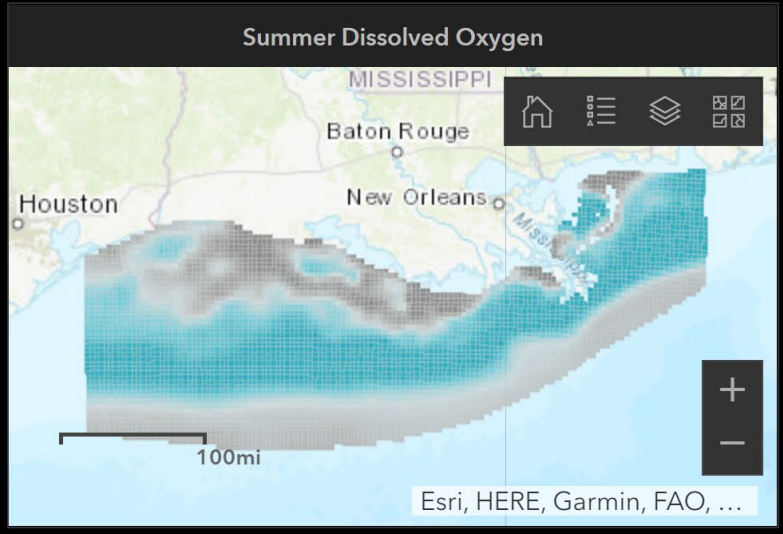 Summer Dissolved Oxygen
MISSISSIPPI
Baton Rouge
Houston
New Orleans
100mi
+
−
Esri, HERE, Garmin, FAO, ...